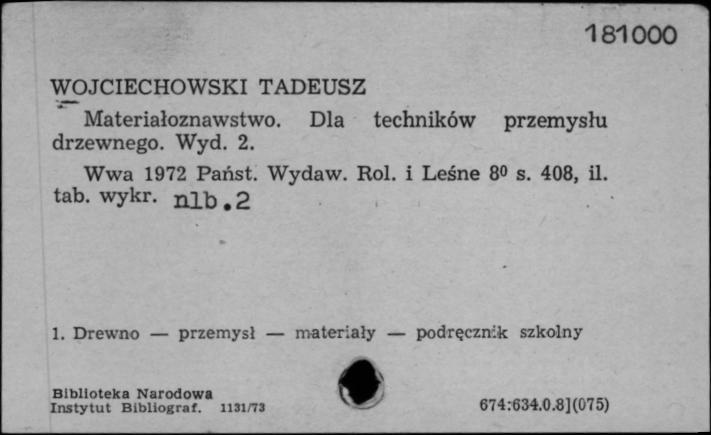 181000
WOJCIECHOWSKI TADEUSZ
Materiałoznawstwo. Dla techników przemysłu
drzewnego. Wyd. 2.
Wwa 1972 Państ. Wydaw. Rol. i Leśne 8⁰ s. 408, il.
tab. wykr. nlb.2
1. Drewno — przemysł — materiały — podręcznik szkolny
Biblioteka Narodowa
Instytut Bibliograf. 1131/73
674:634.0.8](075)